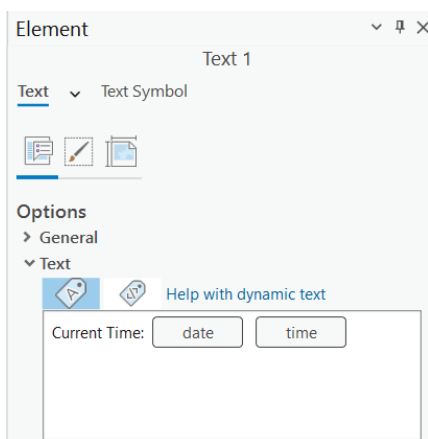 Element
Text 1
Text Text Symbol
Options
General
Text
Help with dynamic text
Current Time: date time